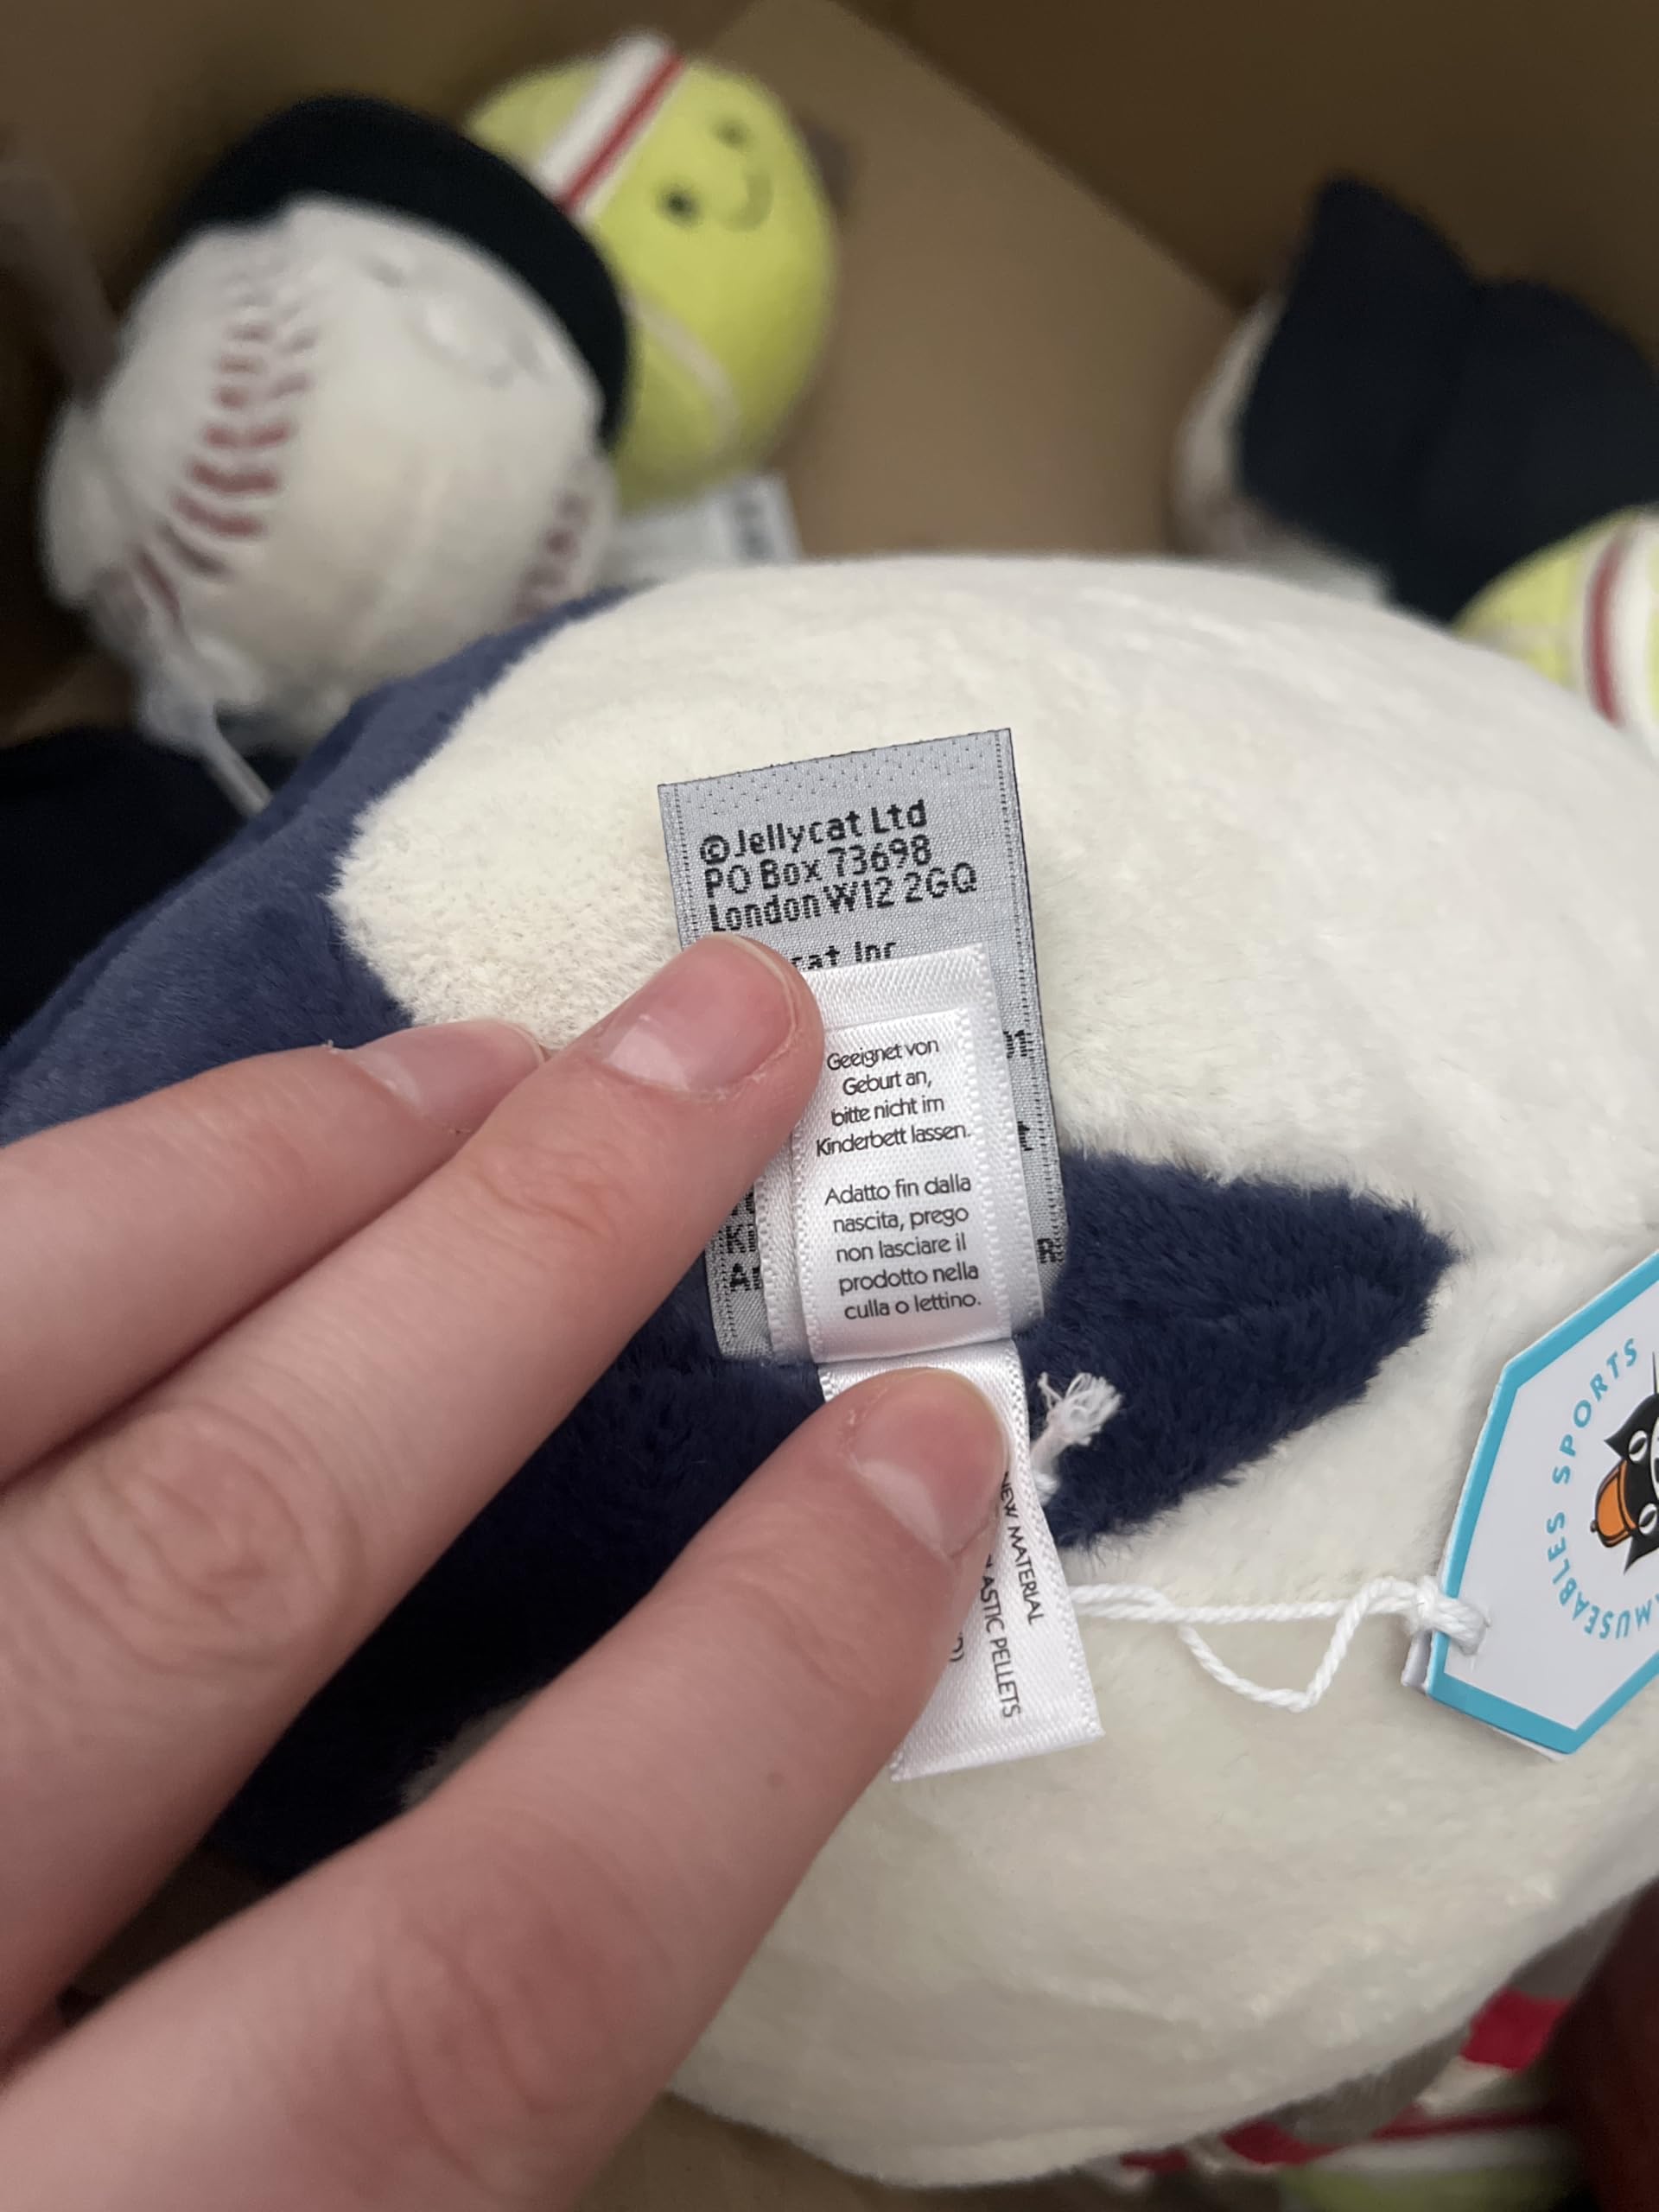 ©Jellycat Ltd
PO Box 73698
London W12 2GQ
Inc
Geeignet von
Geburt an,
bitte nicht im
Kinderbett lassen.
Adatto fin dalla
nascita, prego
non lasciare il
prodotto nella
culla o lettino.
NEW MATERIAL
PELLETS
AMUSEABLES SPORTS